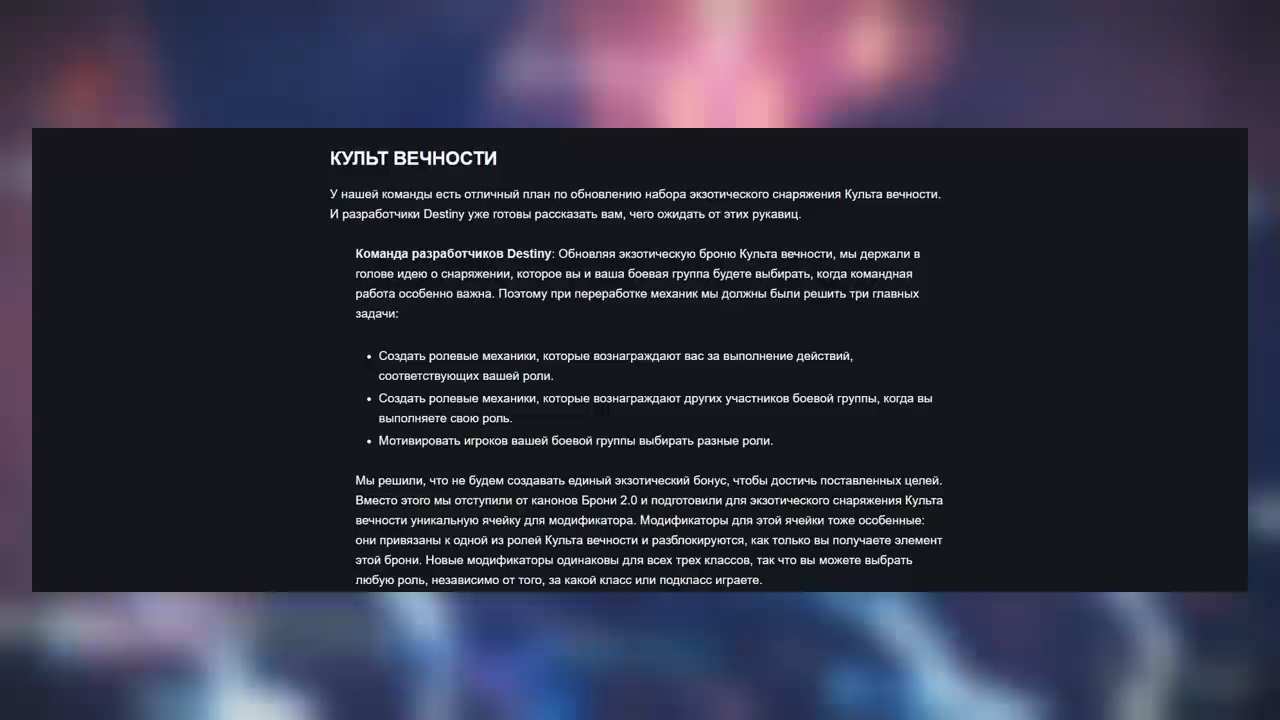 КУЛЬТ ВЕЧНОСТИ
У нашей команды есть отличный план по обновлению набора экзотического снаряжения Культа вечности.
И разработчики Destiny уже готовы рассказать вам, чего ожидать от этих рукавиц.
Команда разработчиков Destiny: Обновляя экзотическую броню Культа вечности, мы держали в
голове идею о снаряжении, которое вы и ваша боевая группа будете выбирать, когда командная
работа особенно важна. Поэтому при переработке механик мы должны были решить три главных
задачи:
• Создать ролевые механики, которые вознаграждают вас за выполнение действий,
соответствующих вашей роли.
• Создать ролевые механики, которые вознаграждают других участников боевой группы, когда вы
выполняете свою роль.
• Мотивировать игроков вашей боевой группы выбирать разные роли.
Мы решили, что не будем создавать единый экзотический бонус, чтобы достичь поставленных целей.
Вместо этого мы отступили от канонов Брони 2.0 и подготовили для экзотического снаряжения Культа
вечности уникальную ячейку для модификатора. Модификаторы для этой ячейки тоже особенные:
они привязаны к одной из ролей Культа вечности и разблокируются, как только вы получаете элемент
этой брони. Новые модификаторы одинаковы для всех трех классов, так что вы можете выбрать
любую роль, независимо от того, за какой класс или подкласс играете.